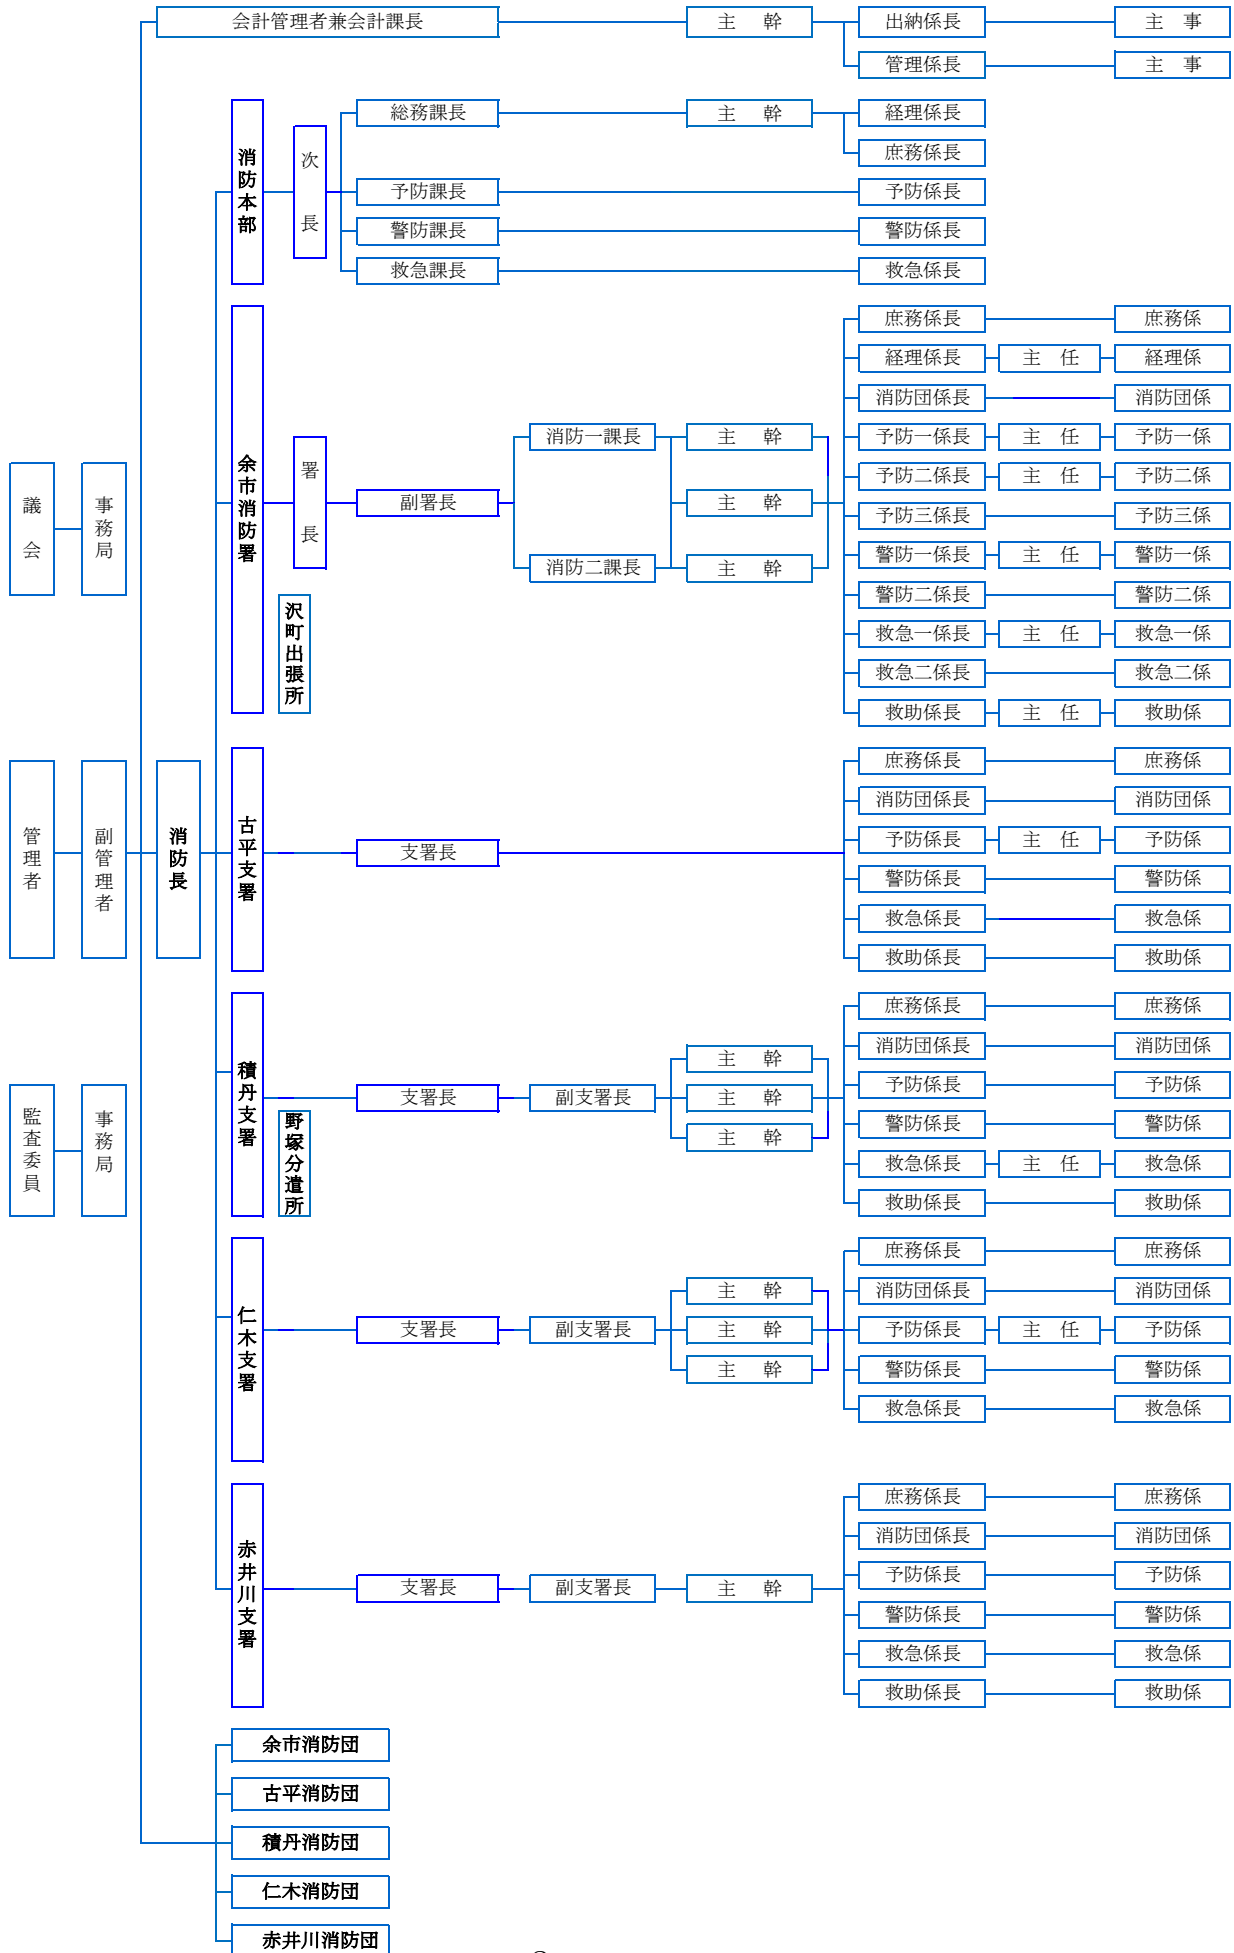 会計管理者兼会計課長 主 幹 出納係長 主 事
管理係長 主 事
消防本部
次長
総務課長 主 幹 経理係長
庶務係長
予防課長 予防係長
警防課長 警防係長
救急課長 救急係長
議会
事務局
余市消防署
署長
沢町出張所
副署長
消防一課長 主 幹
主 幹
消防二課長 主 幹
庶務係長 庶務係
経理係長 主 任 経理係
消防団係長 消防団係
予防一係長 主 任 予防一係
予防二係長 主 任 予防二係
予防三係長 予防三係
警防一係長 主 任 警防一係
警防二係長 警防二係
救急一係長 主 任 救急一係
救急二係長 救急二係
救助係長 主 任 救助係
管理者
副管理者
消防長
古平支署
支署長
庶務係長 庶務係
消防団係長 消防団係
予防係長 主 任 予防係
警防係長 警防係
救急係長 救急係
救助係長 救助係
監査委員
事務局
積丹支署
野塚分遣所
支署長 副支署長
主 幹
主 幹
主 幹
庶務係長 庶務係
消防団係長 消防団係
予防係長 予防係
警防係長 警防係
救急係長 主 任 救急係
救助係長 救助係
仁木支署
支署長 副支署長
主 幹
主 幹
主 幹
庶務係長 庶務係
消防団係長 消防団係
予防係長 主 任 予防係
警防係長 警防係
救急係長 救急係
赤井川支署
支署長 副支署長 主 幹
庶務係長 庶務係
消防団係長 消防団係
予防係長 予防係
警防係長 警防係
救急係長 救急係
救助係長 救助係
余市消防団
古平消防団
積丹消防団
仁木消防団
赤井川消防団